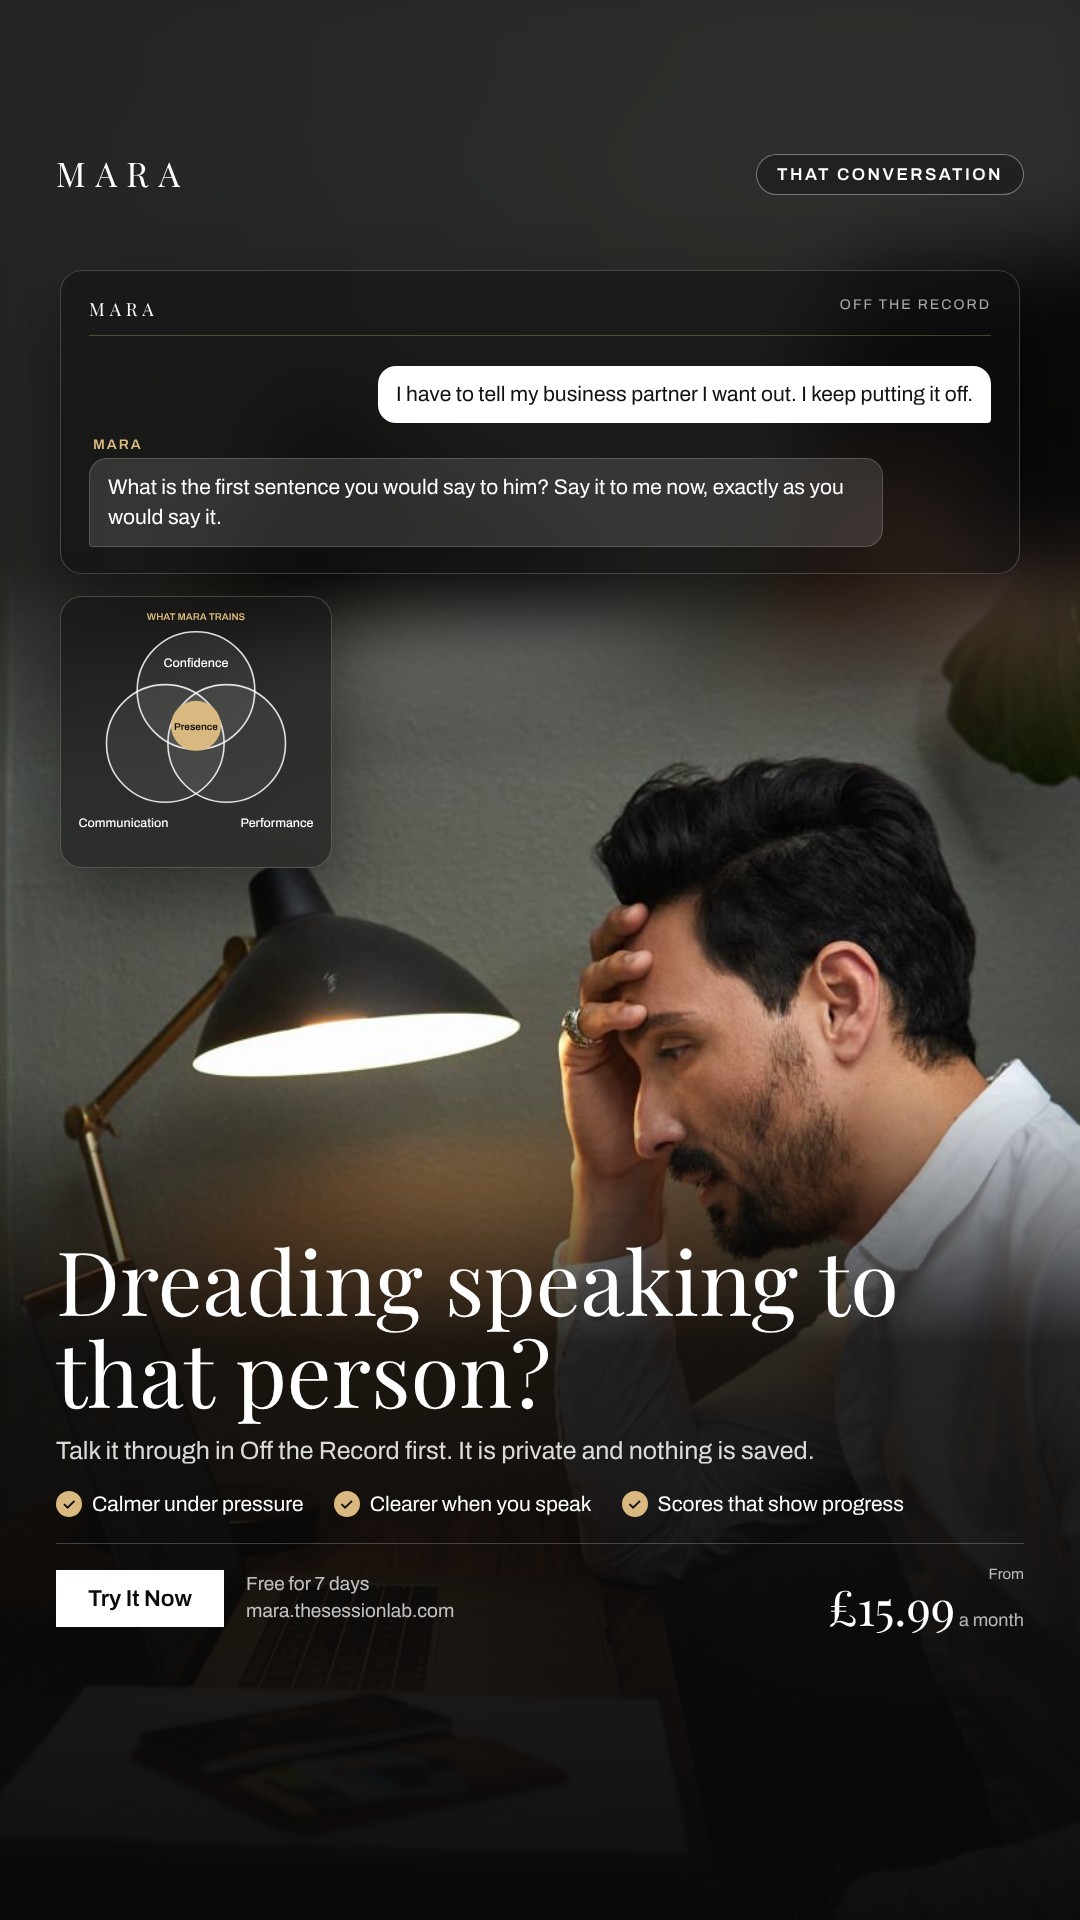 MARA
THAT CONVERSATION
MARA
OFF THE RECORD
I have to tell my business partner I want out. I keep putting it off.
MARA
What is the first sentence you would say to him? Say it to me now, exactly as you
would say it.
WHAT MARA TRAINS
Confidence
Presence
Communication
Performance
Dreading speaking to
that person?
Talk it through in Off the Record first. It is private and nothing is saved.
Calmer under pressure
Clearer when you speak
Scores that show progress
Try It Now
Free for 7 days
mara.thesessionlab.com
From
£15.99 a month